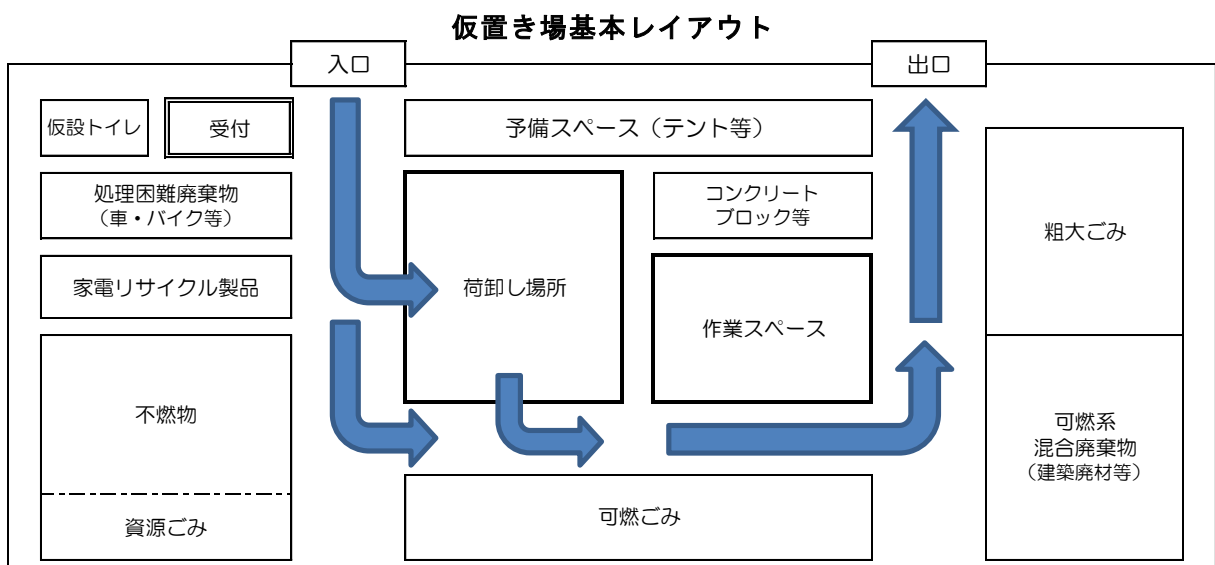 仮置き場基本レイアウト
入口
出口
仮設トイレ
受付
予備スペース（テント等）
処理困難廃棄物
（車・バイク等）
コンクリート
ブロック等
粗大ごみ
家電リサイクル製品
荷卸し場所
作業スペース
不燃物
可燃系
混合廃棄物
（建築廃材等）
資源ごみ
可燃ごみ